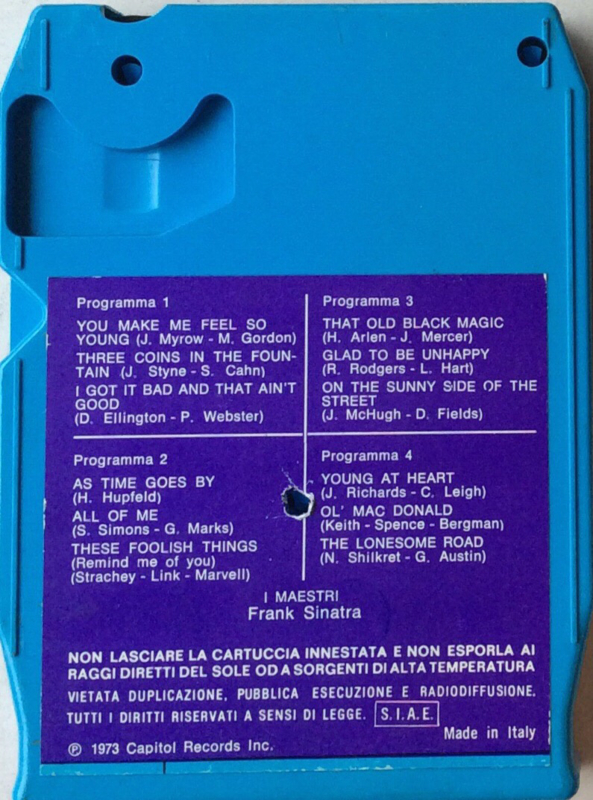 Programma 1
YOU MAKE ME FEEL SO
YOUNG (J. Myrow - M. Gordon)
THREE COINS IN THE FOUN-
TAIN (J. Styne - S. Cahn)
I GOT IT BAD AND THAT AIN'T
GOOD
(D. Ellington - P. Webster)
Programma 3
THAT OLD BLACK MAGIC
(H. Arlen - J. Mercer)
GLAD TO BE UNHAPPY
(R. Rodgers - L. Hart)
ON THE SUNNY SIDE OF THE
STREET
(J. McHugh - D. Fields)
Programma 2
AS TIME GOES BY
(H. Hupfeld)
ALL OF ME
(S. Simons - G. Marks)
THESE FOOLISH THINGS
(Remind me of you)
(Strachey - Link - Marvell)
Programma 4
YOUNG AT HEART
(J. Richards - C. Leigh)
OL' MAC DONALD
(Keith - Spence - Bergman)
THE LONESOME ROAD
(N. Shilkret - G. Austin)
I MAESTRI
Frank Sinatra
NON LASCIARE LA CARTUCCIA INNESTATA E NON ESPORLA AI
RAGGI DIRETTI DEL SOLE OD A SORGENTI DI ALTA TEMPERATURA
VIETATA DUPLICAZIONE, PUBBLICA ESECUZIONE E RADIODIFFUSIONE.
TUTTI I DIRITTI RISERVATI A SENSI DI LEGGE. S.I.A.E.
Made in Italy
℗ 1973 Capitol Records Inc.